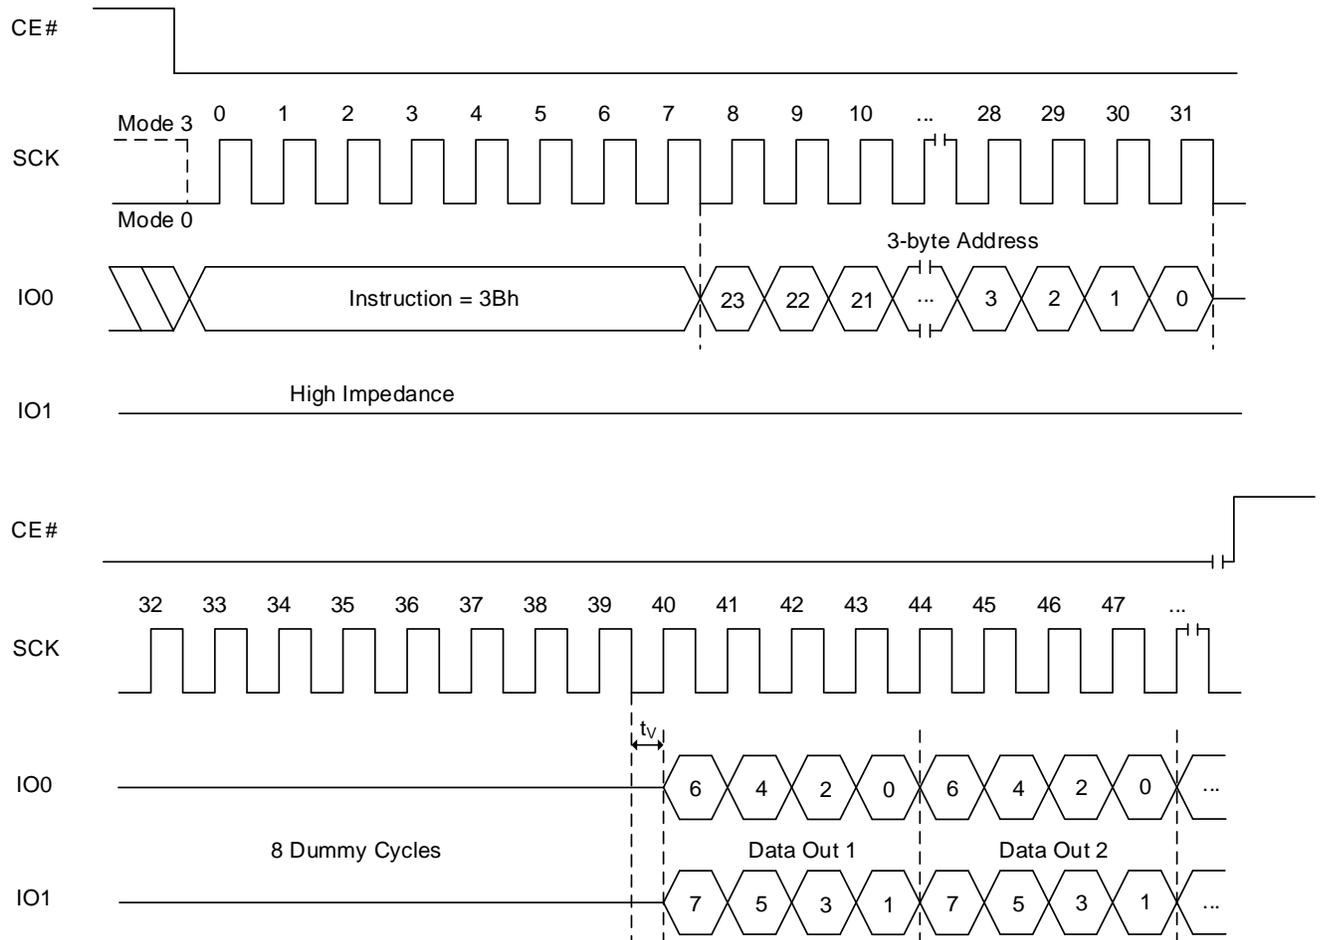 CE#
0 1 2 3 4 5 6 7 8 9 10 ... 28 29 30 31
Mode 3
SCK
Mode 0
3-byte Address
IO0 Instruction = 3Bh 23 22 21 ... 3 2 1 0
High Impedance
IO1
CE#
32 33 34 35 36 37 38 39 40 41 42 43 44 45 46 47 ...
SCK
tV
IO0 6 4 2 0 6 4 2 0 ...
8 Dummy Cycles Data Out 1 Data Out 2
IO1 7 5 3 1 7 5 3 1 ...